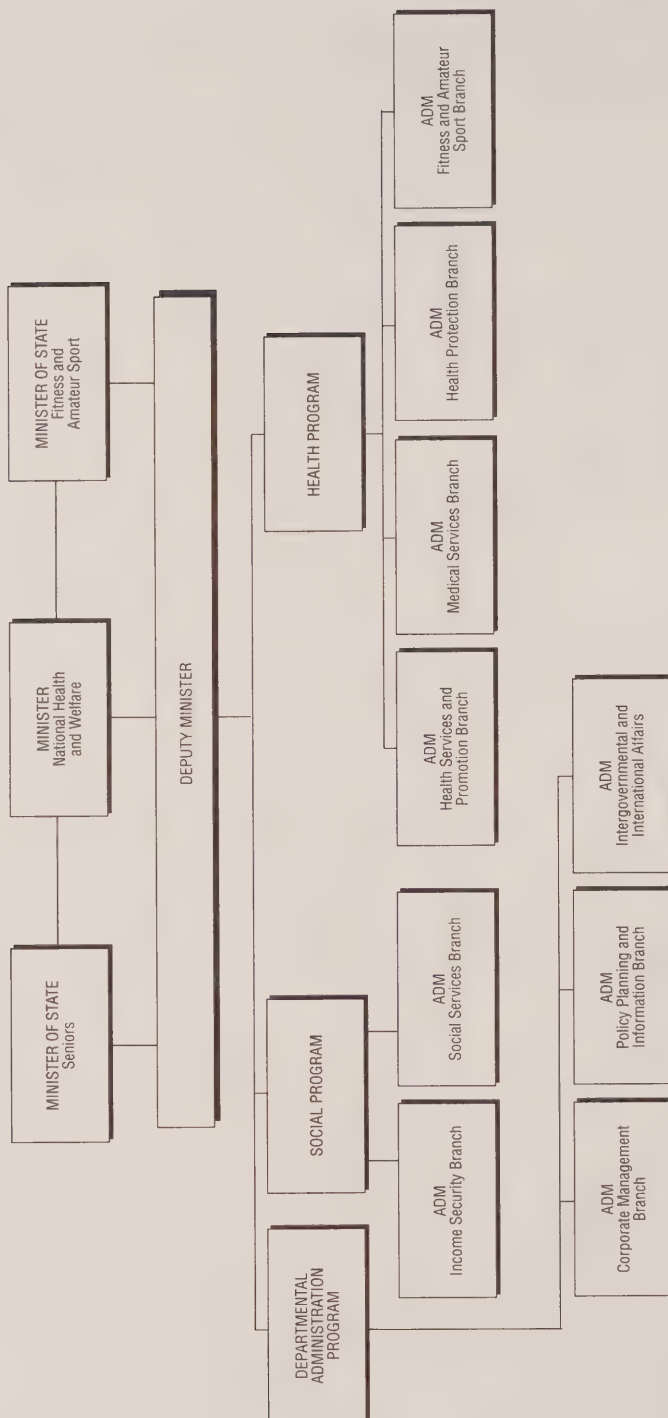 MINISTER OF STATE
Seniors
MINISTER
National Health
and Welfare
MINISTER OF STATE
Fitness and
Amateur Sport
DEPUTY MINISTER
DEPARTMENTAL
ADMINISTRATION
PROGRAM
SOCIAL PROGRAM
HEALTH PROGRAM
ADM
Income Security Branch
ADM
Social Services Branch
ADM
Health Services and
Promotion Branch
ADM
Medical Services Branch
ADM
Health Protection Branch
ADM
Fitness and Amateur
Sport Branch
ADM
Corporate Management
Branch
ADM
Policy Planning and
Information Branch
ADM
Intergovernmental and
International Affairs